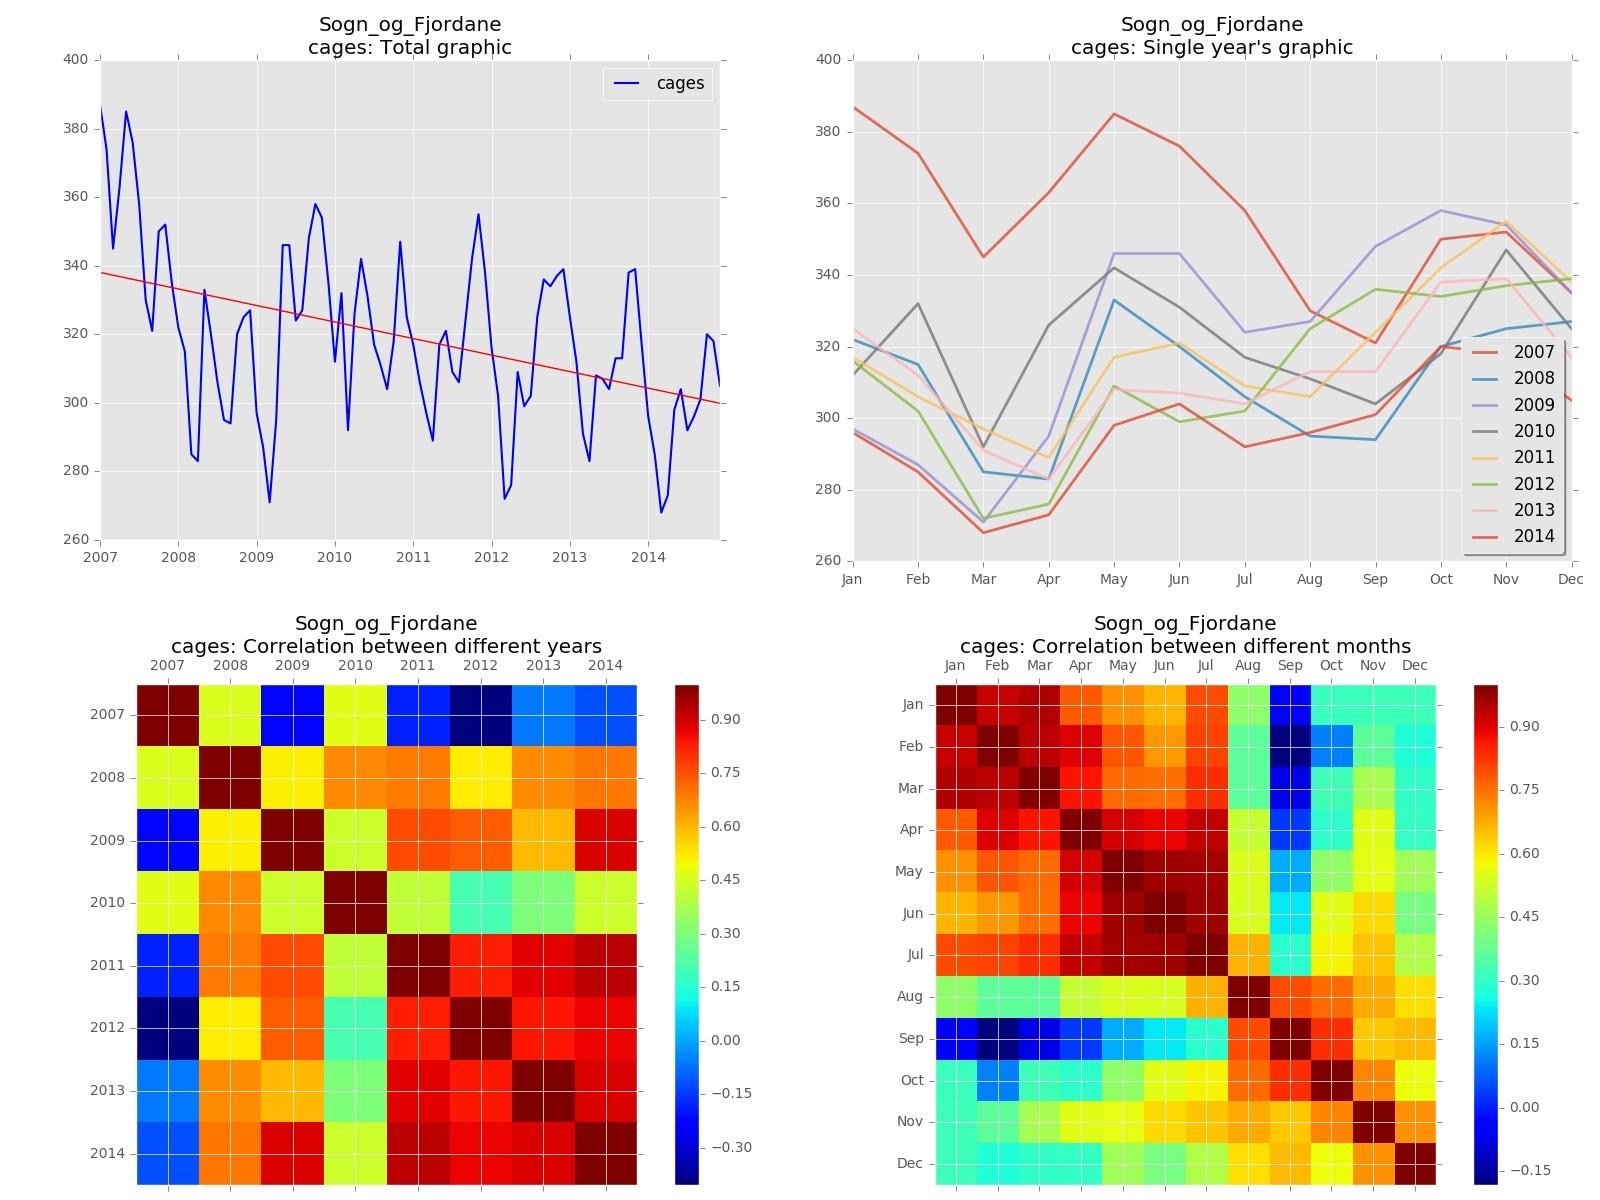 Sogn_og_Fjordane
cages: Total graphic
400
380
360
340
320
300
280
260
2007 2008 2009 2010 2011 2012 2013 2014
cages
Sogn_og_Fjordane
cages: Single year's graphic
400
380
360
340
320
300
280
260
Jan Feb Mar Apr May Jun Jul Aug Sep Oct Nov Dec
2007
2008
2009
2010
2011
2012
2013
2014
Sogn_og_Fjordane
cages: Correlation between different years
2007 2008 2009 2010 2011 2012 2013 2014
2007
2008
2009
2010
2011
2012
2013
2014
0.90
0.75
0.60
0.45
0.30
0.15
0.00
−0.15
−0.30
Sogn_og_Fjordane
cages: Correlation between different months
Jan Feb Mar Apr May Jun Jul Aug Sep Oct Nov Dec
Jan
Feb
Mar
Apr
May
Jun
Jul
Aug
Sep
Oct
Nov
Dec
0.90
0.75
0.60
0.45
0.30
0.15
0.00
−0.15